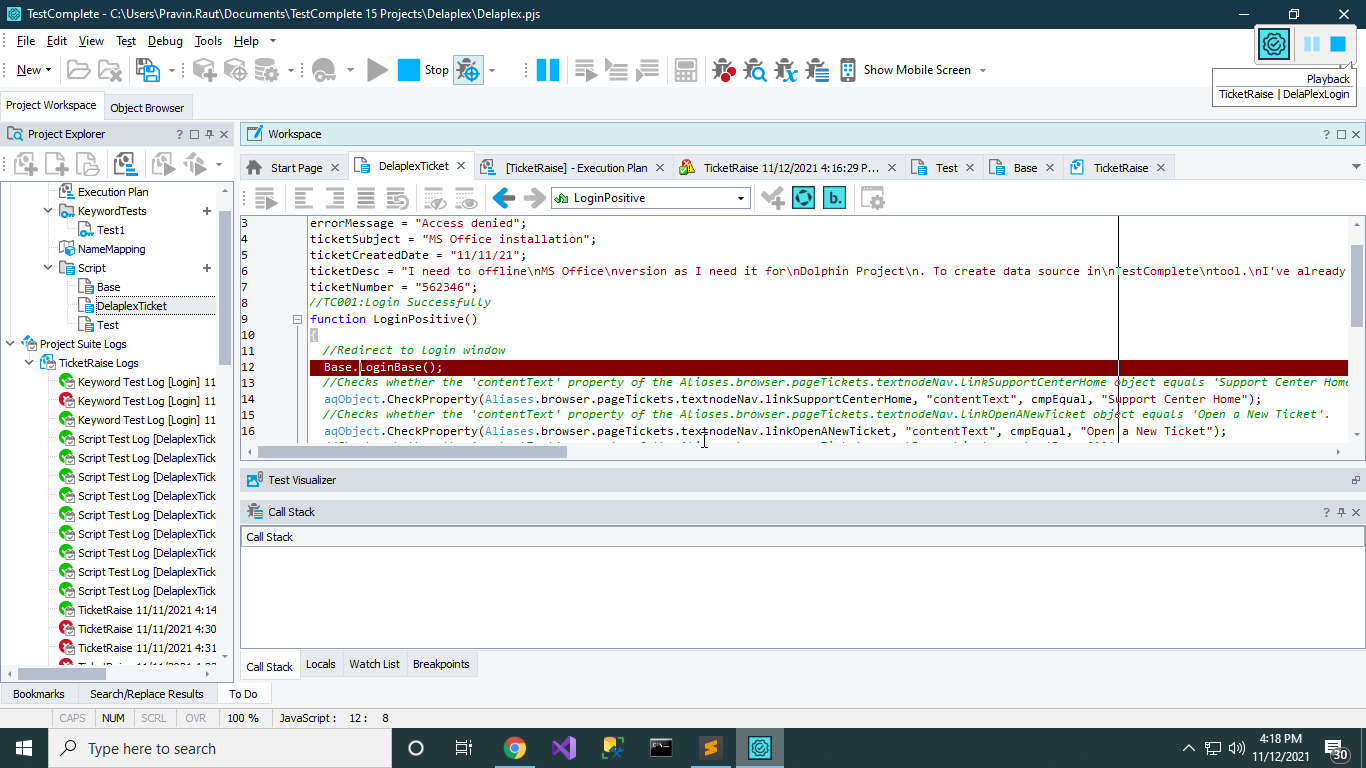 TestComplete - C:\Users\Pravin.Raut\Documents\TestComplete 15 Projects\Delaplex\Delaplex.pjs
File Edit View Test Debug Tools Help
New Stop Show Mobile Screen
Playback
TicketRaise | DelaPlexLogin
Project Workspace Object Browser
Project Explorer
Workspace
Start Page DelaplexTicket [TicketRaise] - Execution Plan TicketRaise 11/12/2021 4:16:29 P... Test Base TicketRaise
LoginPositive
Execution Plan
KeywordTests
Test1
NameMapping
Script
Base
DelaplexTicket
Test
Project Suite Logs
TicketRaise Logs
Keyword Test Log [Login] 11
Keyword Test Log [Login] 11
Keyword Test Log [Login] 11
Script Test Log [DelaplexTick
Script Test Log [DelaplexTick
Script Test Log [DelaplexTick
Script Test Log [DelaplexTick
Script Test Log [DelaplexTick
Script Test Log [DelaplexTick
Script Test Log [DelaplexTick
Script Test Log [DelaplexTick
Script Test Log [DelaplexTick
TicketRaise 11/11/2021 4:14
TicketRaise 11/11/2021 4:30
TicketRaise 11/11/2021 4:31
3 errorMessage = "Access denied";
4 ticketSubject = "MS Office installation";
5 ticketCreatedDate = "11/11/21";
6 ticketDesc = "I need to offline\nMS Office\nversion as I need it for\nDolphin Project\n. To create data source in\nTestComplete\ntool.\nI've already
7 ticketNumber = "562346";
8 //TC001:Login Successfully
9 function LoginPositive()
10 {
11 //Redirect to login window
12 Base.LoginBase();
13 //Checks whether the 'contentText' property of the Aliases.browser.pageTickets.textnodeNav.linkSupportCenterHome object equals 'Support Center Home
14 aqObject.CheckProperty(Aliases.browser.pageTickets.textnodeNav.linkSupportCenterHome, "contentText", cmpEqual, "Support Center Home");
15 //Checks whether the 'contentText' property of the Aliases.browser.pageTickets.textnodeNav.linkOpenANewTicket object equals 'Open a New Ticket'.
16 aqObject.CheckProperty(Aliases.browser.pageTickets.textnodeNav.linkOpenANewTicket, "contentText", cmpEqual, "Open a New Ticket");
Test Visualizer
Call Stack
Call Stack
Call Stack Locals Watch List Breakpoints
Bookmarks Search/Replace Results To Do
CAPS NUM SCRL OVR 100 % JavaScript : 12 : 8
Type here to search
4:18 PM
11/12/2021
30